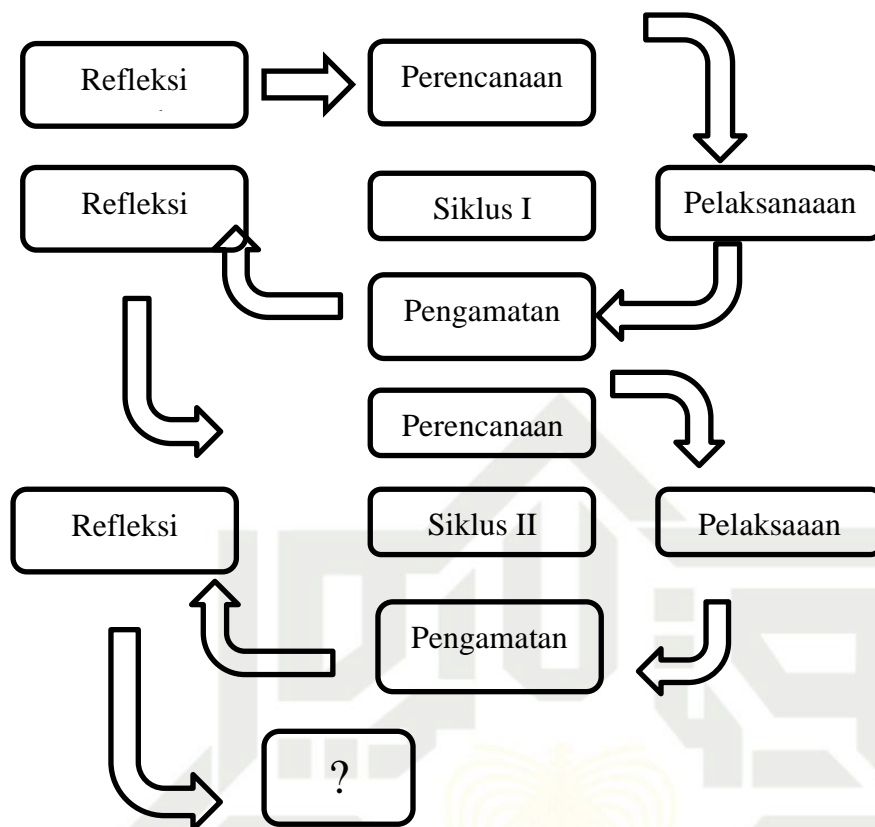 Refleksi
Perencanaan
Refleksi
Siklus I
Pelaksanaaan
Pengamatan
Perencanaan
Refleksi
Siklus II
Pelaksaaan
Pengamatan
?